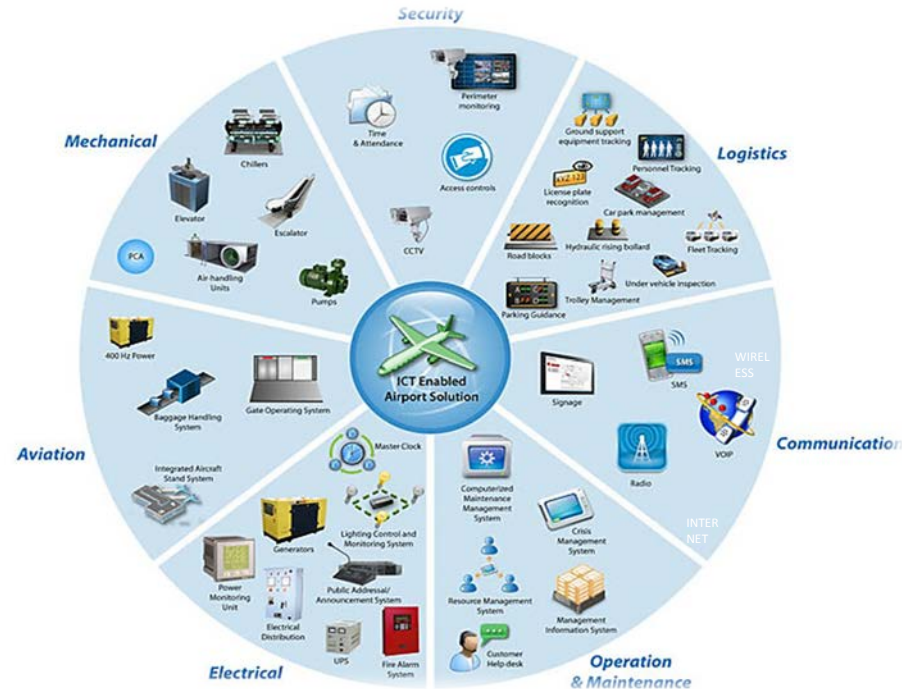 Security
Perimeter
monitoring
Time
& Attendance
Access controls
CCTV
Logistics
Ground support
equipment tracking
Personnel Tracking
License plate
recognition
XYZ 123
Car park management
Hydraulic rising bollard
Fleet Tracking
Road blocks
Under vehicle inspection
Trolley Management
Parking Guidance
Communication
Signage
SMS
SMS
WIREL
ESS
VOIP
Radio
INTER
NET
Operation
& Maintenance
Computerized
Maintenance
Management
System
Crisis
Management
System
Resource Management
System
Management
Information System
Customer
Help-desk
Electrical
Master Clock
Lighting Control and
Monitoring System
Generators
Public Addressal/
Announcement System
Power
Monitoring
Unit
Electrical
Distribution
UPS
Fire Alarm
System
Aviation
400 Hz Power
Gate Operating System
Baggage Handling
System
Integrated Aircraft
Stand System
Mechanical
Chillers
Elevator
Escalator
PCA
Air-handling
Units
Pumps
ICT Enabled
Airport Solution